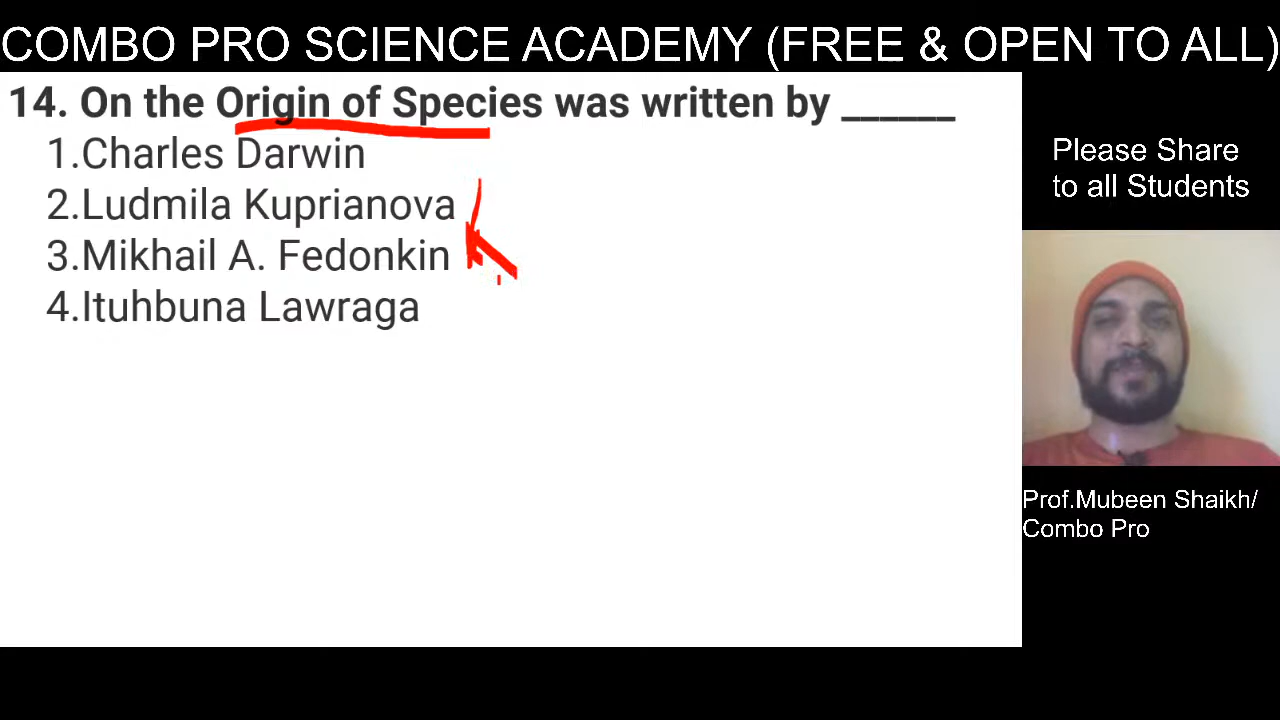 COMBO PRO SCIENCE ACADEMY (FREE & OPEN TO ALL)
14. On the Origin of Species was written by ______
1.Charles Darwin
2.Ludmila Kuprianova
3.Mikhail A. Fedonkin
4.Ituhbuna Lawraga
Please Share
to all Students
Prof.Mubeen Shaikh/
Combo Pro